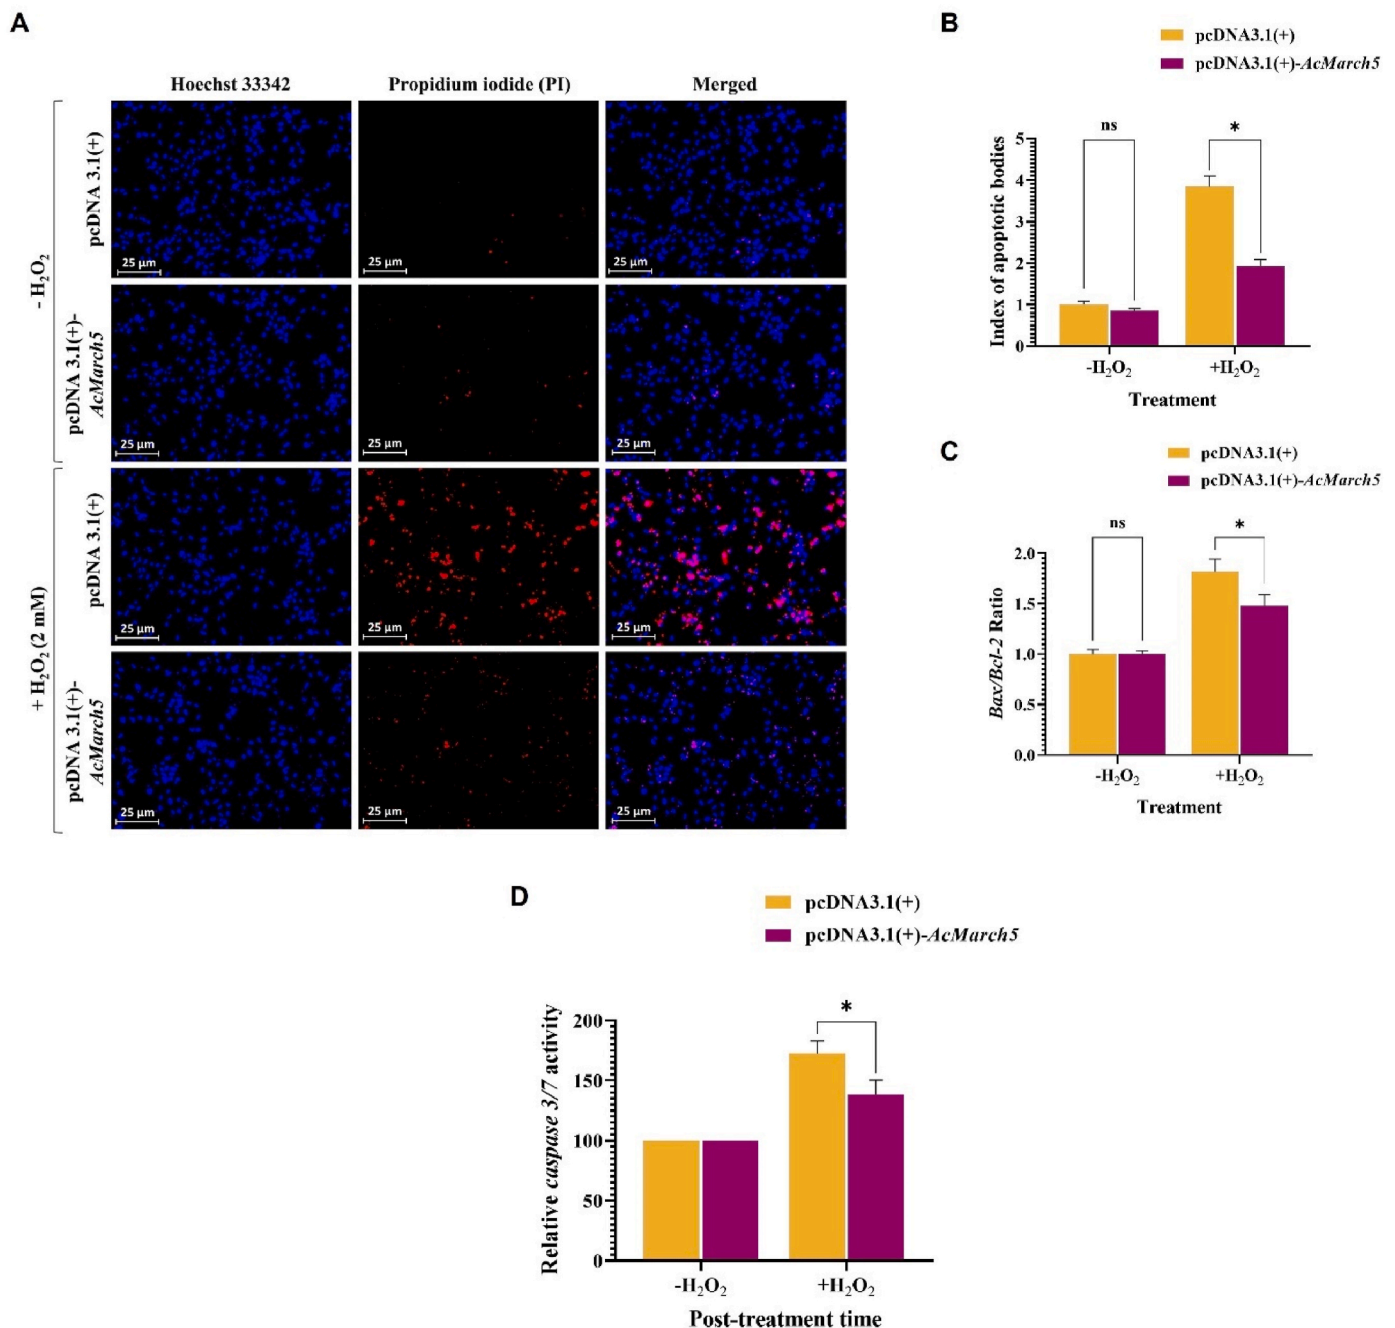 A
Hoechst 33342
Propidium iodide (PI)
Merged
- H₂O₂
pcDNA 3.1(+)
25 μm
25 μm
25 μm
pcDNA 3.1(+)-
AcMarch5
25 μm
25 μm
25 μm
+ H₂O₂ (2 mM)
pcDNA 3.1(+)
25 μm
25 μm
25 μm
pcDNA 3.1(+)-
AcMarch5
25 μm
25 μm
25 μm
B
pcDNA3.1(+)
pcDNA3.1(+)-AcMarch5
ns
*
Index of apoptotic bodies
5
4
3
2
1
0
-H₂O₂
+H₂O₂
Treatment
C
pcDNA3.1(+)
pcDNA3.1(+)-AcMarch5
ns
*
Bax/Bcl-2 Ratio
2.0
1.5
1.0
0.5
0.0
-H₂O₂
+H₂O₂
Treatment
D
pcDNA3.1(+)
pcDNA3.1(+)-AcMarch5
*
Relative caspase 3/7 activity
200
150
100
50
0
-H₂O₂
+H₂O₂
Post-treatment time